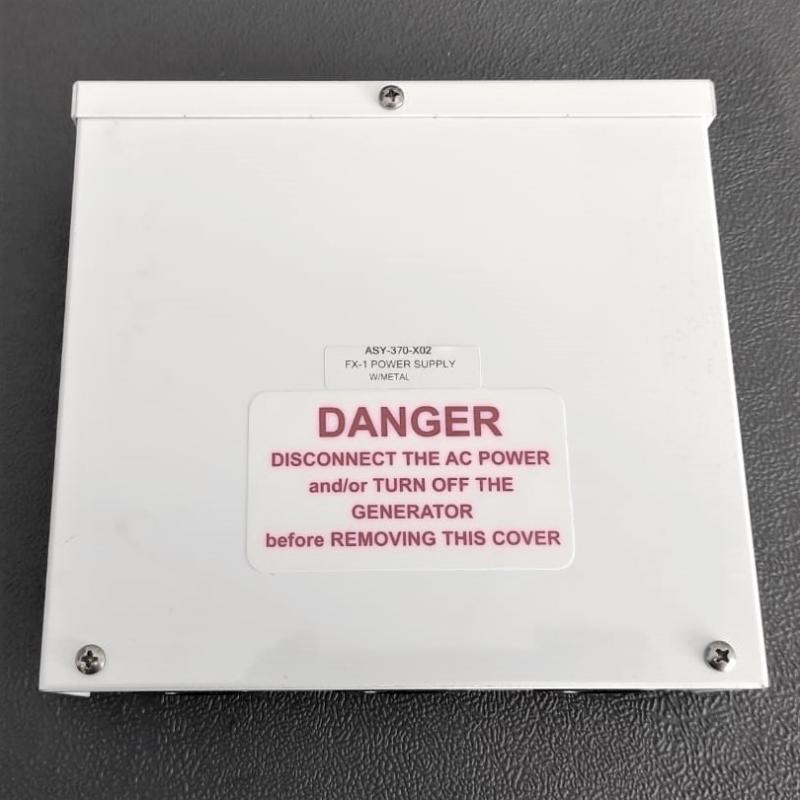 ASY-370-X02
FX-1 POWER SUPPLY
W/METAL
DANGER
DISCONNECT THE AC POWER
and/or TURN OFF THE
GENERATOR
before REMOVING THIS COVER